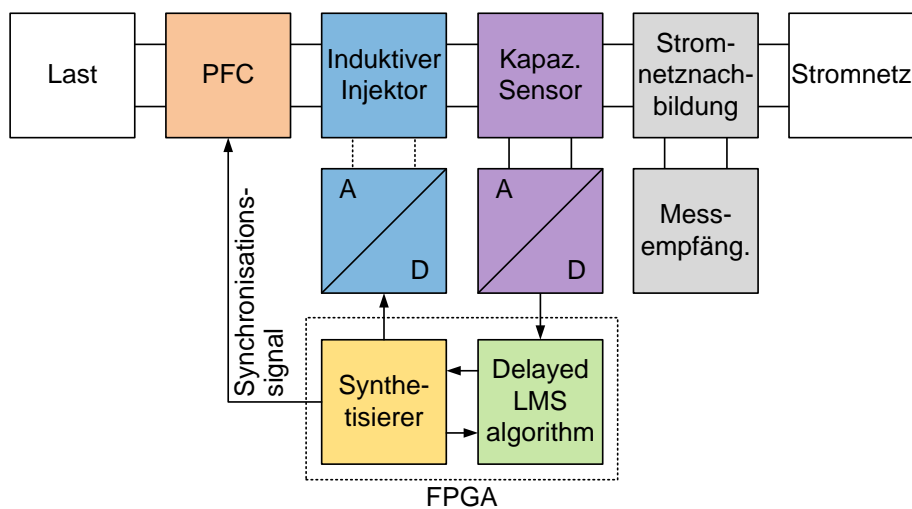 Last
PFC
Induktiver
Injektor
Kapaz.
Sensor
Strom-
netznach-
bildung
Stromnetz
A
D
A
D
Mess-
empfäng.
Synchronisations-
signal
Synthe-
tisierer
Delayed
LMS
algorithm
FPGA